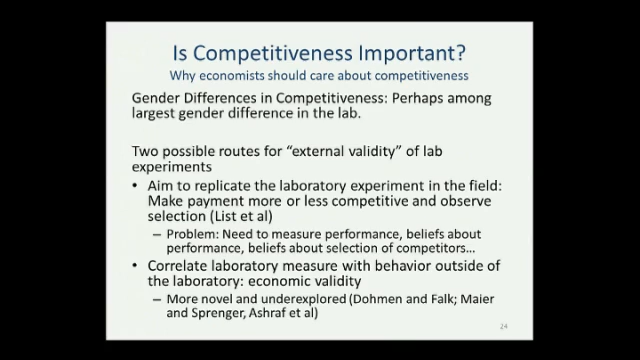 Is Competitiveness Important?
Why economists should care about competitiveness
Gender Differences in Competitiveness: Perhaps among
largest gender difference in the lab.
Two possible routes for “external validity” of lab
experiments
• Aim to replicate the laboratory experiment in the field:
Make payment more or less competitive and observe
selection (List et al)
– Problem: Need to measure performance, beliefs about
performance, beliefs about selection of competitors…
• Correlate laboratory measure with behavior outside of
the laboratory: economic validity
– More novel and underexplored (Dohmen and Falk; Maier
and Sprenger, Ashraf et al)
24